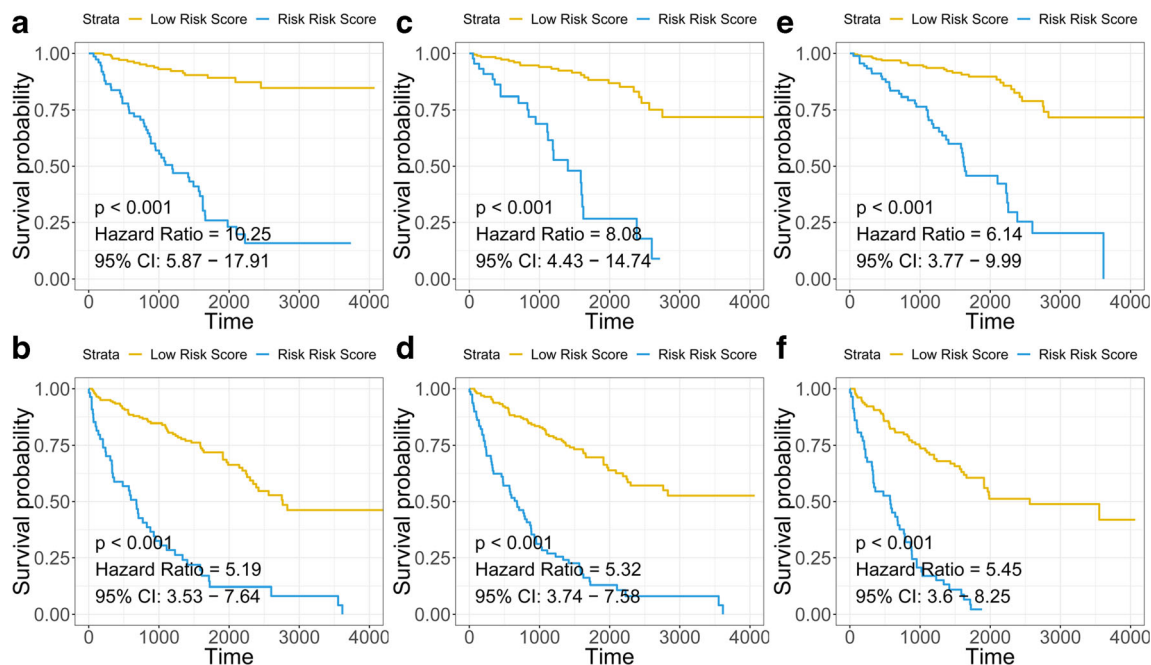 a
Strata Low Risk Score Risk Risk Score
Survival probability
1.00
0.75
0.50
0.25
0.00
p < 0.001
Hazard Ratio = 10.25
95% CI: 5.87 − 17.91
0 1000 2000 3000 4000
Time
c
Strata Low Risk Score Risk Risk Score
Survival probability
1.00
0.75
0.50
0.25
0.00
p < 0.001
Hazard Ratio = 8.08
95% CI: 4.43 − 14.74
0 1000 2000 3000 4000
Time
e
Strata Low Risk Score Risk Risk Score
Survival probability
1.00
0.75
0.50
0.25
0.00
p < 0.001
Hazard Ratio = 6.14
95% CI: 3.77 − 9.99
0 1000 2000 3000 4000
Time
b
Strata Low Risk Score Risk Risk Score
Survival probability
1.00
0.75
0.50
0.25
0.00
p < 0.001
Hazard Ratio = 5.19
95% CI: 3.53 − 7.64
0 1000 2000 3000 4000
Time
d
Strata Low Risk Score Risk Risk Score
Survival probability
1.00
0.75
0.50
0.25
0.00
p < 0.001
Hazard Ratio = 5.32
95% CI: 3.74 − 7.58
0 1000 2000 3000 4000
Time
f
Strata Low Risk Score Risk Risk Score
Survival probability
1.00
0.75
0.50
0.25
0.00
p < 0.001
Hazard Ratio = 5.45
95% CI: 3.6 − 8.25
0 1000 2000 3000 4000
Time